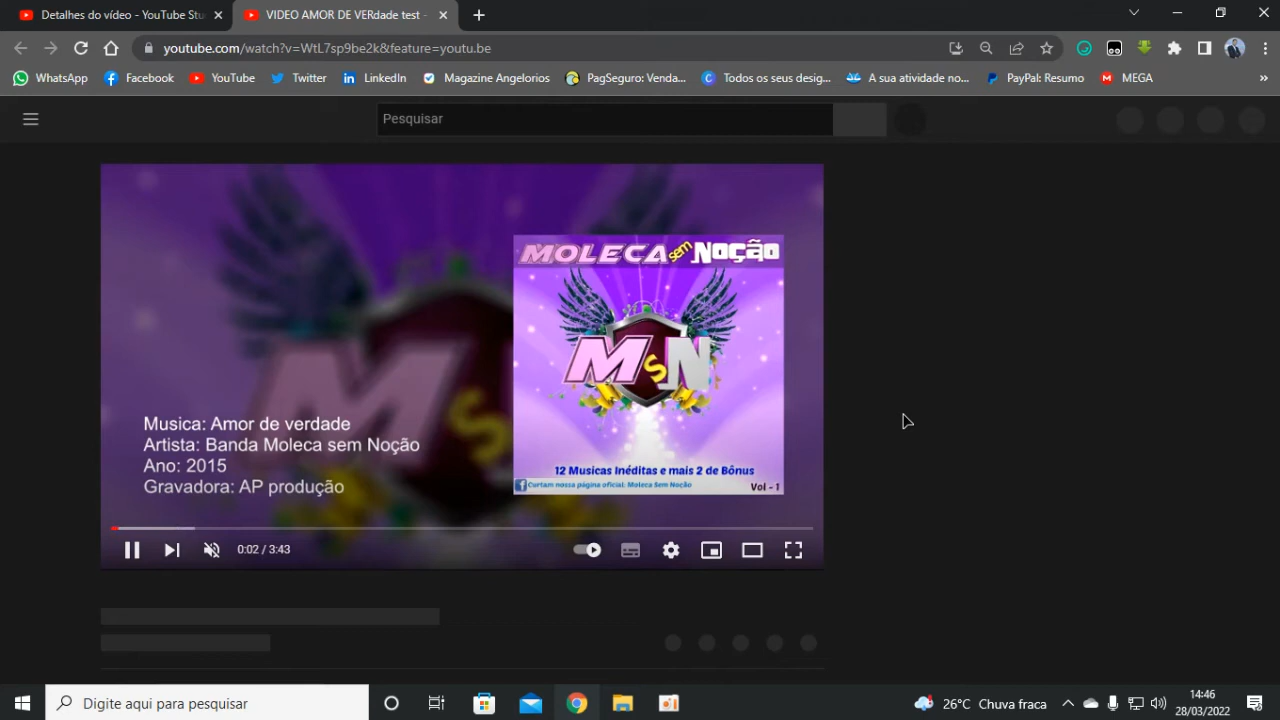 Detalhes do vídeo - YouTube Stu
VIDEO AMOR DE VERdade test -
youtube.com/watch?v=WtL7sp9be2k&feature=youtu.be
WhatsApp
Facebook
YouTube
Twitter
LinkedIn
Magazine Angelorios
PagSeguro: Venda...
Todos os seus desig...
A sua atividade no...
PayPal: Resumo
MEGA
»
Pesquisar
MOLECA sem NOÇÃO
MsN
Musica: Amor de verdade
Artista: Banda Moleca sem Noção
Ano: 2015
Gravadora: AP produção
12 Musicas Inéditas e mais 2 de Bônus
Curtam nossa página oficial: Moleca Sem Noção
Vol - 1
0:02 / 3:43
Digite aqui para pesquisar
26°C Chuva fraca
14:46
28/03/2022